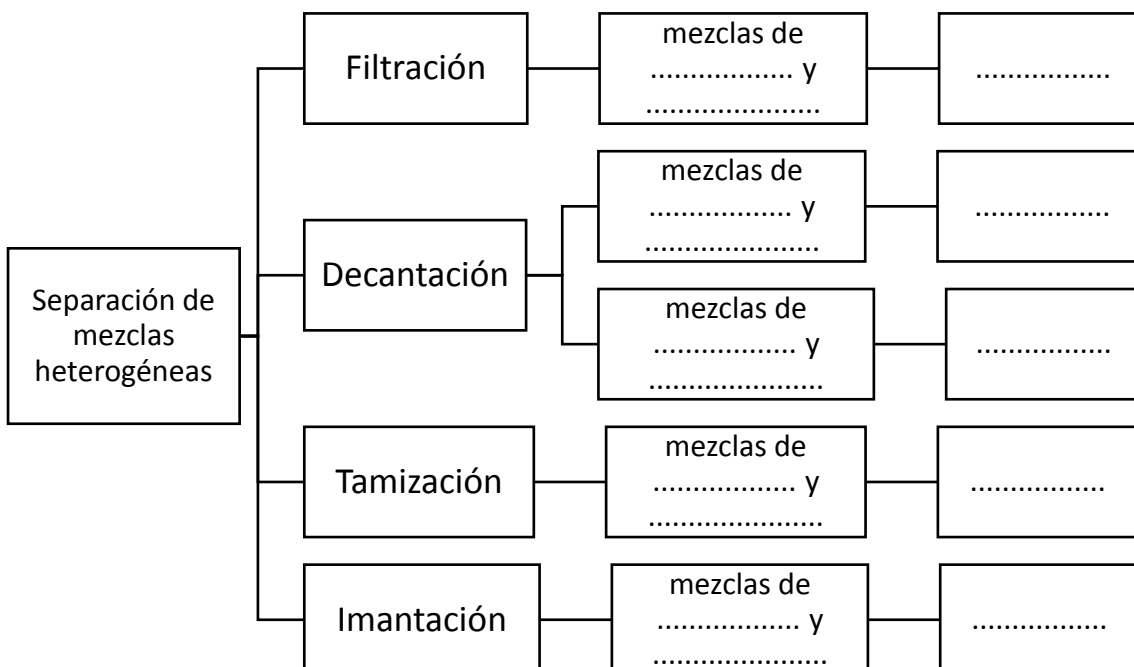 Separación de
mezclas
heterogéneas
Filtración
mezclas de
.................. y
......................
.................
Decantación
mezclas de
.................. y
......................
.................
mezclas de
.................. y
......................
.................
Tamización
mezclas de
.................. y
......................
.................
Imantación
mezclas de
.................. y
......................
.................